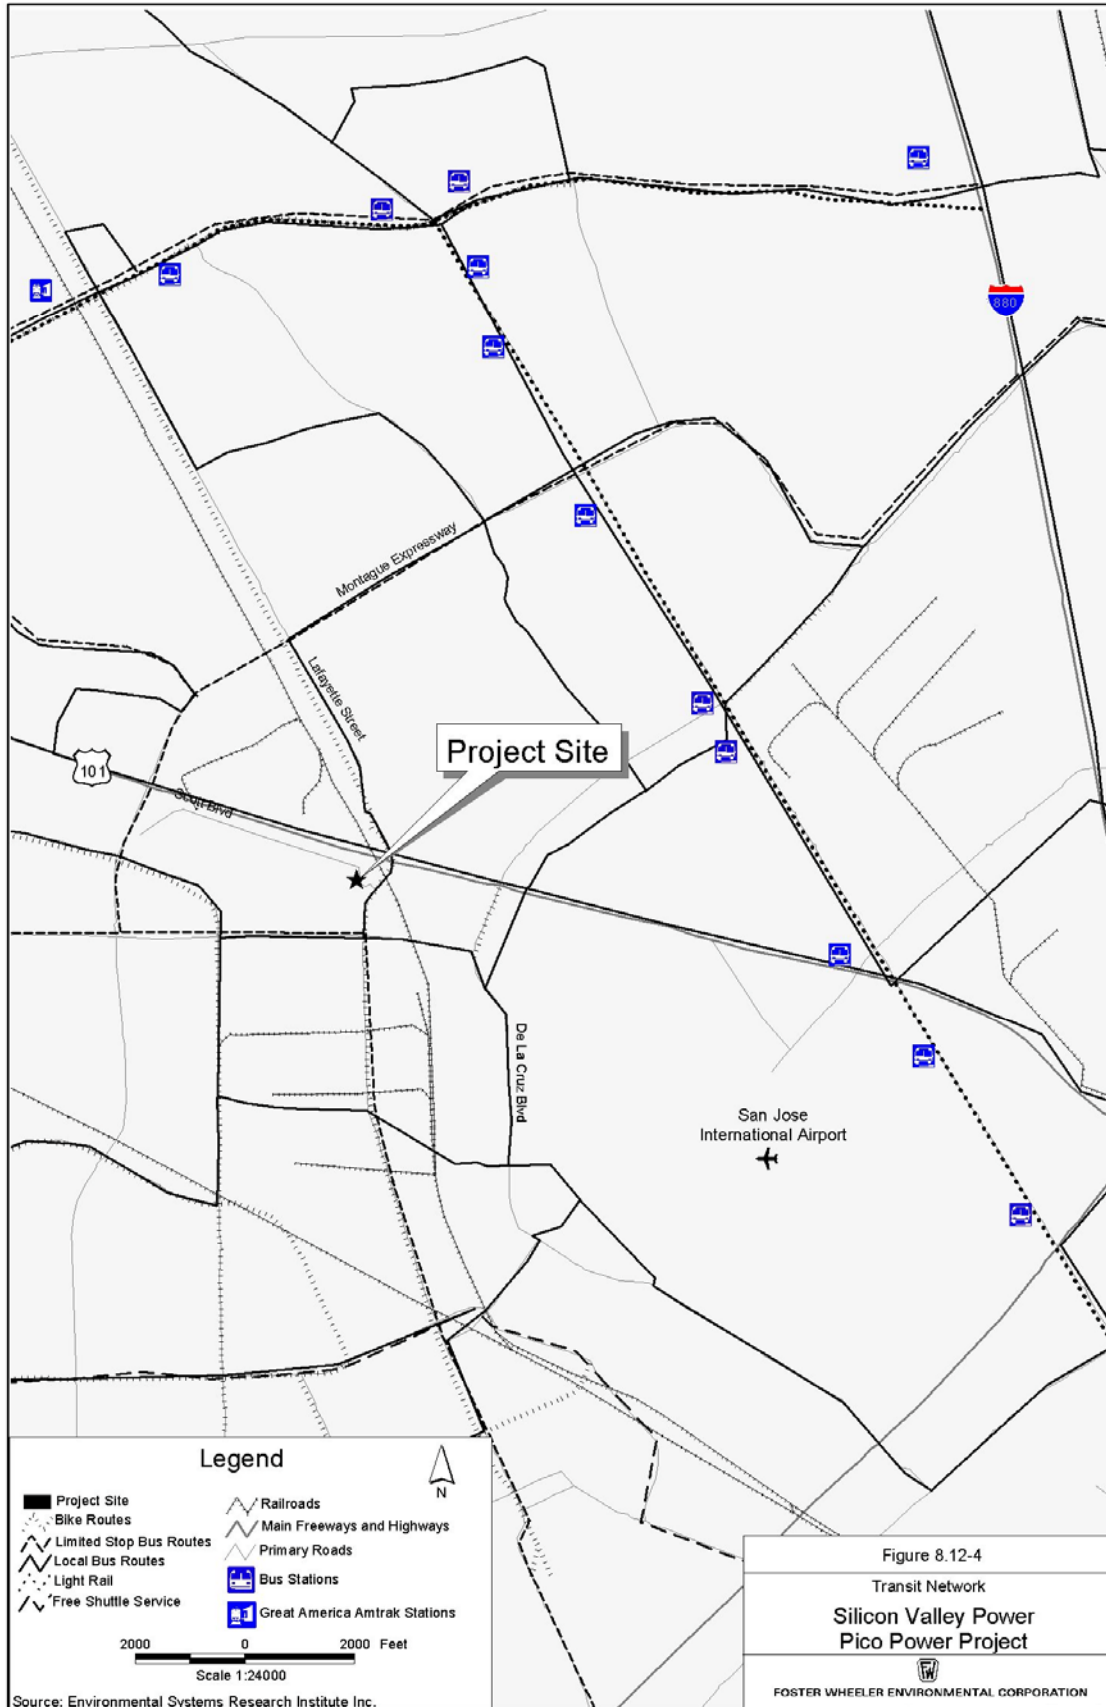 880
Montague Expressway
Lafayette Street
Project Site
101
Scott Blvd
De La Cruz Blvd
San Jose
International Airport
Legend
N
Project Site
Bike Routes
Limited Stop Bus Routes
Local Bus Routes
Light Rail
Free Shuttle Service
Railroads
Main Freeways and Highways
Primary Roads
Bus Stations
Great America Amtrak Stations
2000 0 2000 Feet
Scale 1:24000
Source: Environmental Systems Research Institute Inc.
Figure 8.12-4
Transit Network
Silicon Valley Power
Pico Power Project
FW
FOSTER WHEELER ENVIRONMENTAL CORPORATION